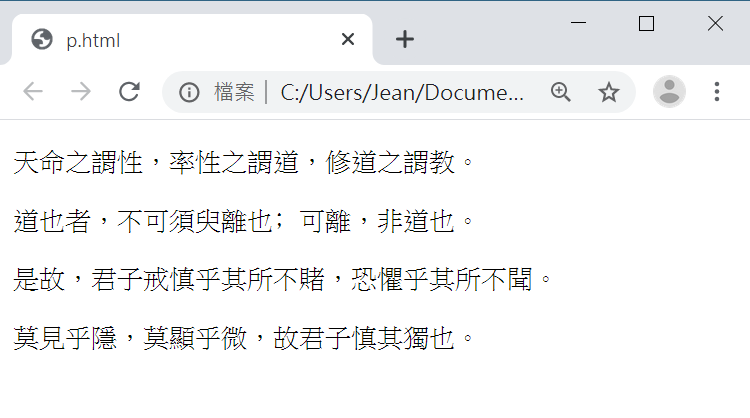 p.html
檔案 | C:/Users/Jean/Docume...
天命之謂性，率性之謂道，修道之謂教。
道也者，不可須臾離也; 可離，非道也。
是故，君子戒慎乎其所不賭，恐懼乎其所不聞。
莫見乎隱，莫顯乎微，故君子慎其獨也。